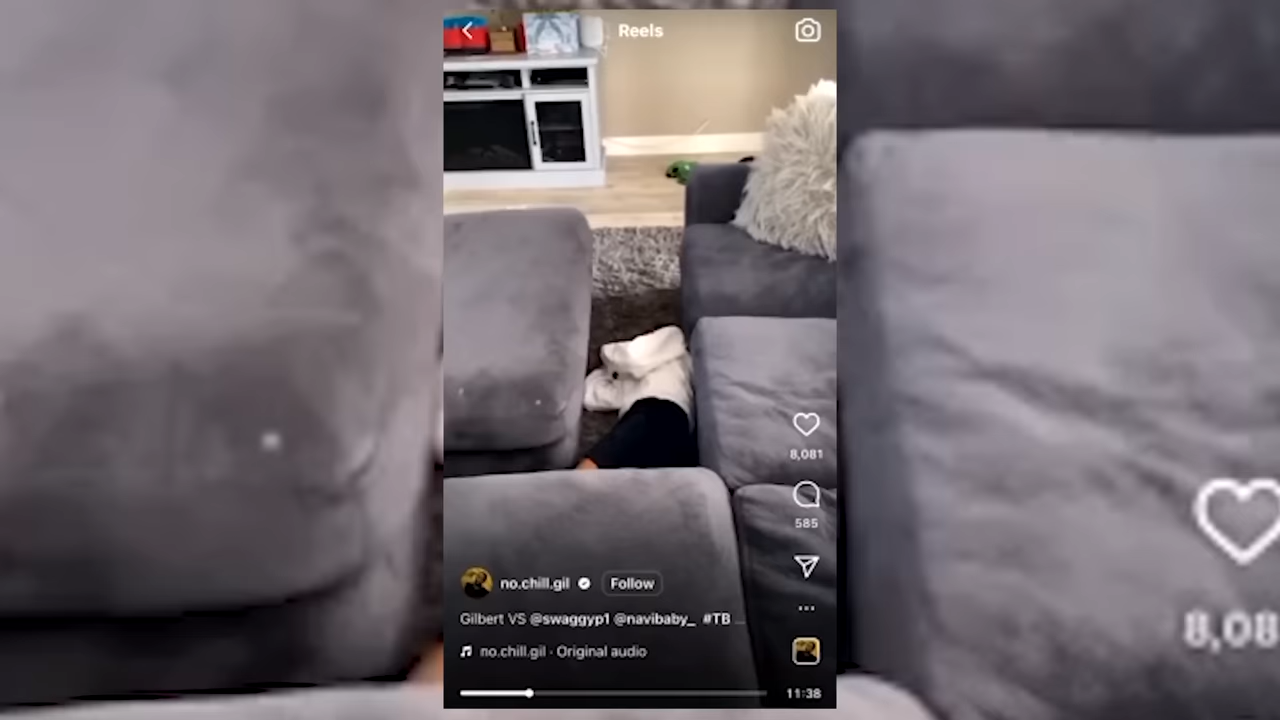 Reels
8,081
585
no.chill.gil Follow
Gilbert VS @swaggyp1 @navibaby_ #TB ...
no.chill.gil · Original audio
11:38
8,08